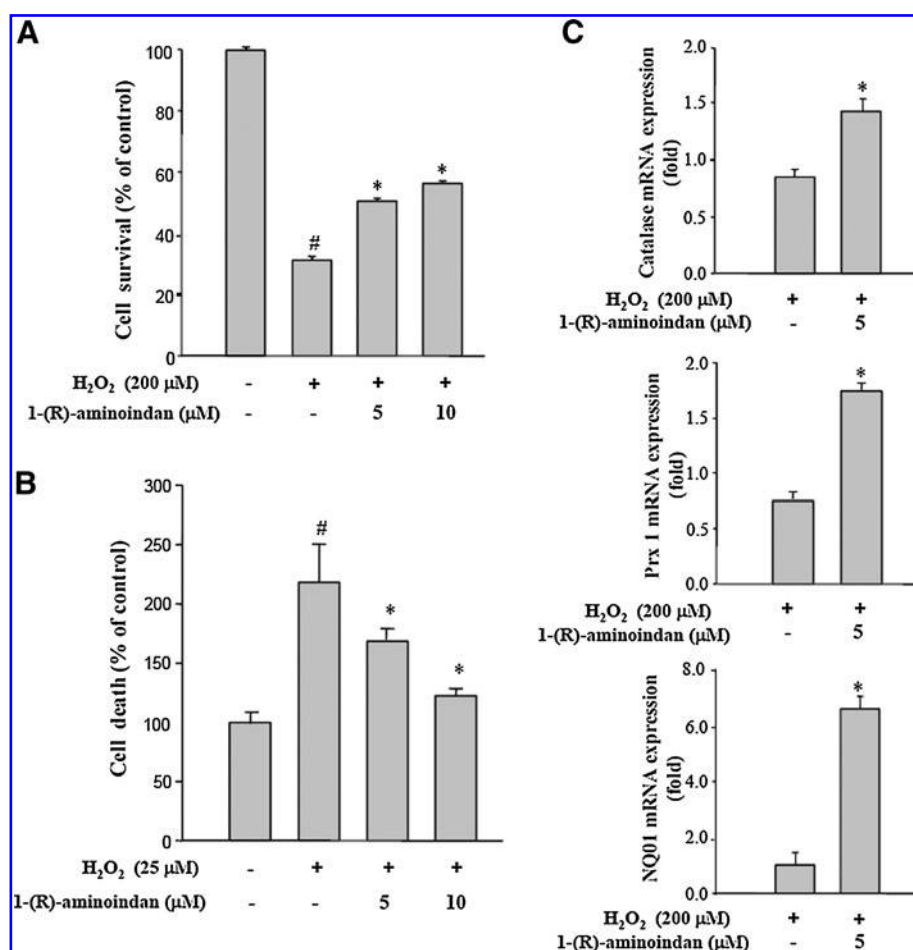 A
Cell survival (% of control)
100
80
60
40
20
0
#
*
*
H₂O₂ (200 µM) - + + +
1-(R)-aminoindan (µM) - - 5 10
B
Cell death (% of control)
300
250
200
150
100
50
0
#
*
*
H₂O₂ (25 µM) - + + +
1-(R)-aminoindan (µM) - - 5 10
C
Catalase mRNA expression
(fold)
2.0
1.5
1.0
0.5
0.0
*
H₂O₂ (200 µM) + +
1-(R)-aminoindan (µM) - 5
Prx 1 mRNA expression
(fold)
2.0
1.5
1.0
0.5
0.0
*
H₂O₂ (200 µM) + +
1-(R)-aminoindan (µM) - 5
NQ01 mRNA expression
(fold)
8.0
6.0
4.0
2.0
0.0
*
H₂O₂ (200 µM) + +
1-(R)-aminoindan (µM) - 5